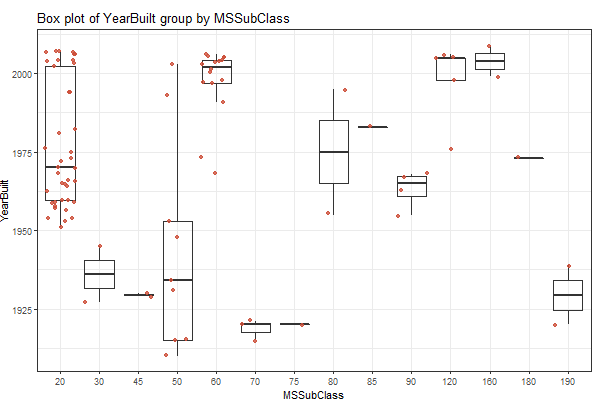 Box plot of YearBuilt group by MSSubClass
YearBuilt
2000
1975
1950
1925
20 30 45 50 60 70 75 80 85 90 120 160 180 190
MSSubClass